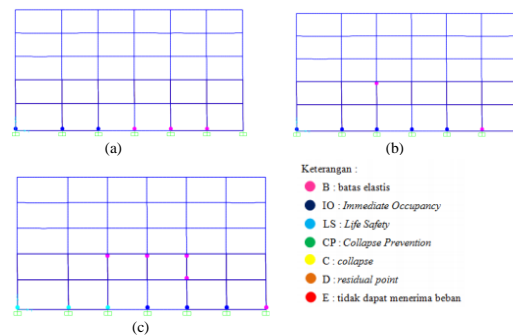 (a)
(b)
(c)
Keterangan :
B : batas elastis
IO : Immediate Occupancy
LS : Life Safety
CP : Collapse Prevention
C : collapse
D : residual point
E : tidak dapat menerima beban